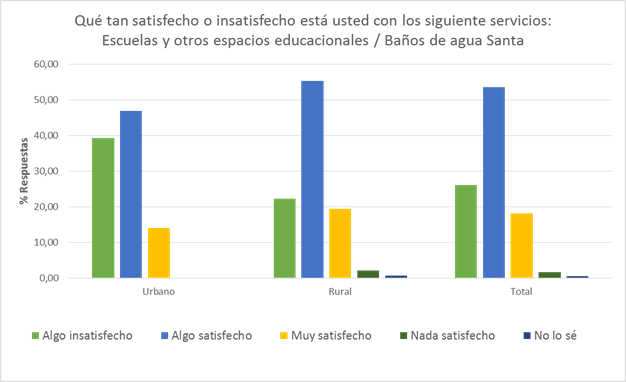 Qué tan satisfecho o insatisfecho está usted con los siguiente servicios:
Escuelas y otros espacios educacionales / Baños de agua Santa
60,00
50,00
40,00
30,00
20,00
10,00
0,00
% Respuestas
Urbano Rural Total
Algo insatisfecho Algo satisfecho Muy satisfecho Nada satisfecho No lo sé